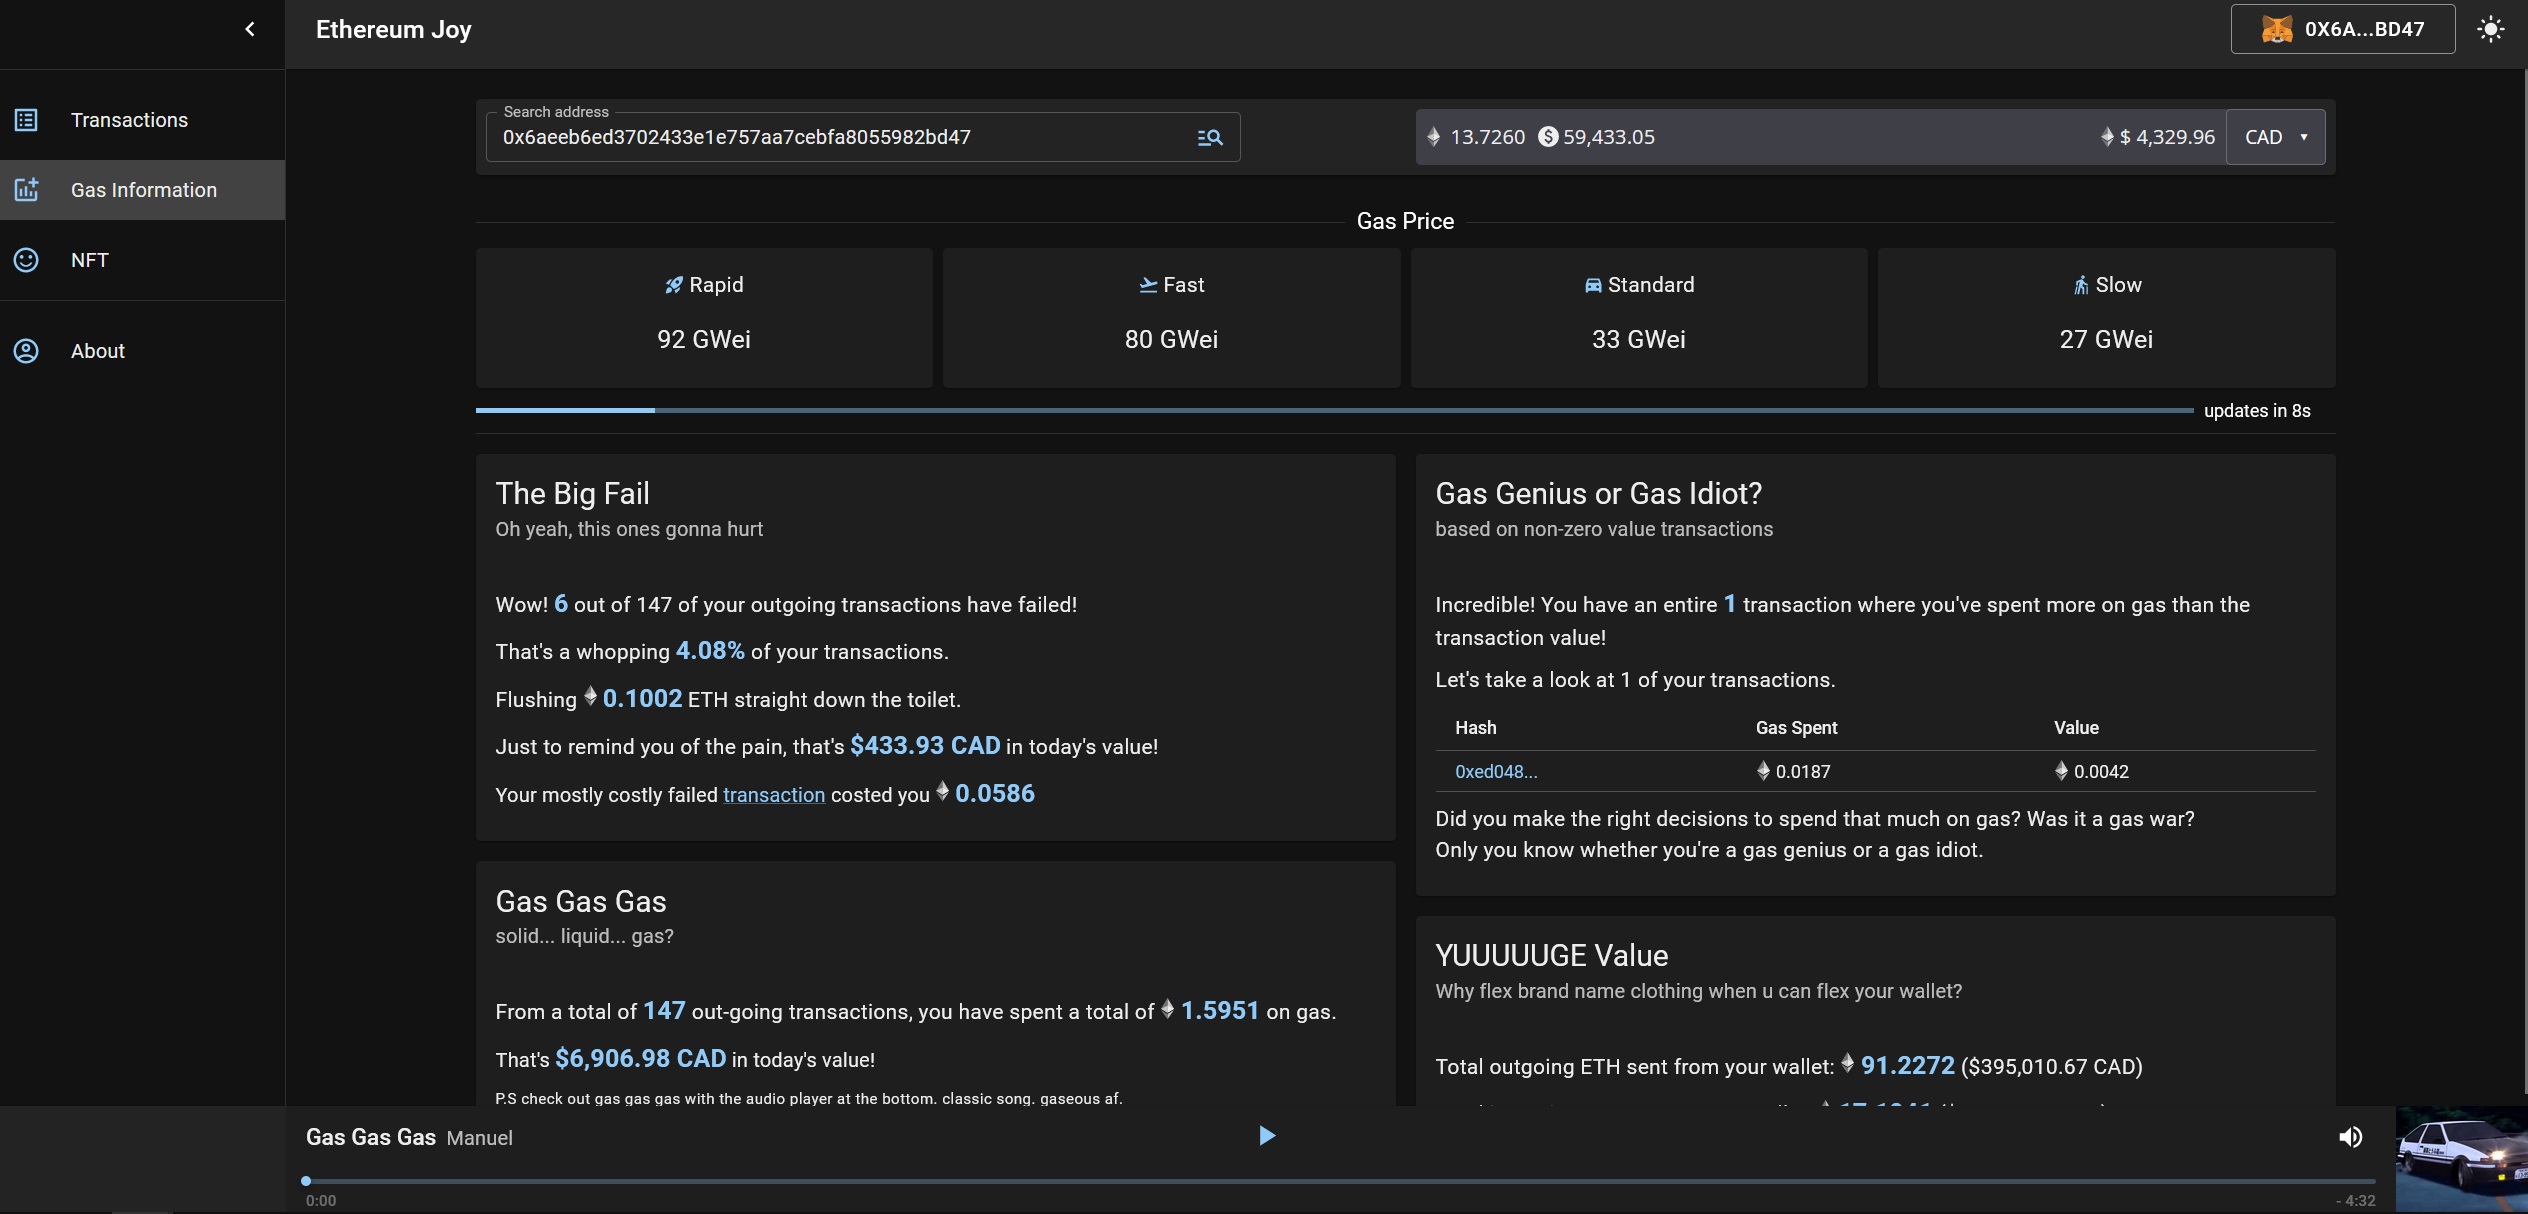 Ethereum Joy
0X6A...BD47
Transactions
Gas Information
NFT
About
Search address
0x6aeeb6ed3702433e1e757aa7cebfa8055982bd47
13.7260 $ 59,433.05
$ 4,329.96 CAD
Gas Price
Rapid
92 GWei
Fast
80 GWei
Standard
33 GWei
Slow
27 GWei
updates in 8s
The Big Fail
Oh yeah, this ones gonna hurt
Wow! 6 out of 147 of your outgoing transactions have failed!
That's a whopping 4.08% of your transactions.
Flushing 0.1002 ETH straight down the toilet.
Just to remind you of the pain, that's $433.93 CAD in today's value!
Your mostly costly failed transaction costed you 0.0586
Gas Genius or Gas Idiot?
based on non-zero value transactions
Incredible! You have an entire 1 transaction where you've spent more on gas than the
transaction value!
Let's take a look at 1 of your transactions.
Hash Gas Spent Value
0xed048... 0.0187 0.0042
Did you make the right decisions to spend that much on gas? Was it a gas war?
Only you know whether you're a gas genius or a gas idiot.
Gas Gas Gas
solid... liquid... gas?
From a total of 147 out-going transactions, you have spent a total of 1.5951 on gas.
That's $6,906.98 CAD in today's value!
P.S check out gas gas gas with the audio player at the bottom. classic song. gaseous af.
YUUUUUGE Value
Why flex brand name clothing when u can flex your wallet?
Total outgoing ETH sent from your wallet: 91.2272 ($395,010.67 CAD)
Gas Gas Gas Manuel
0:00
- 4:32